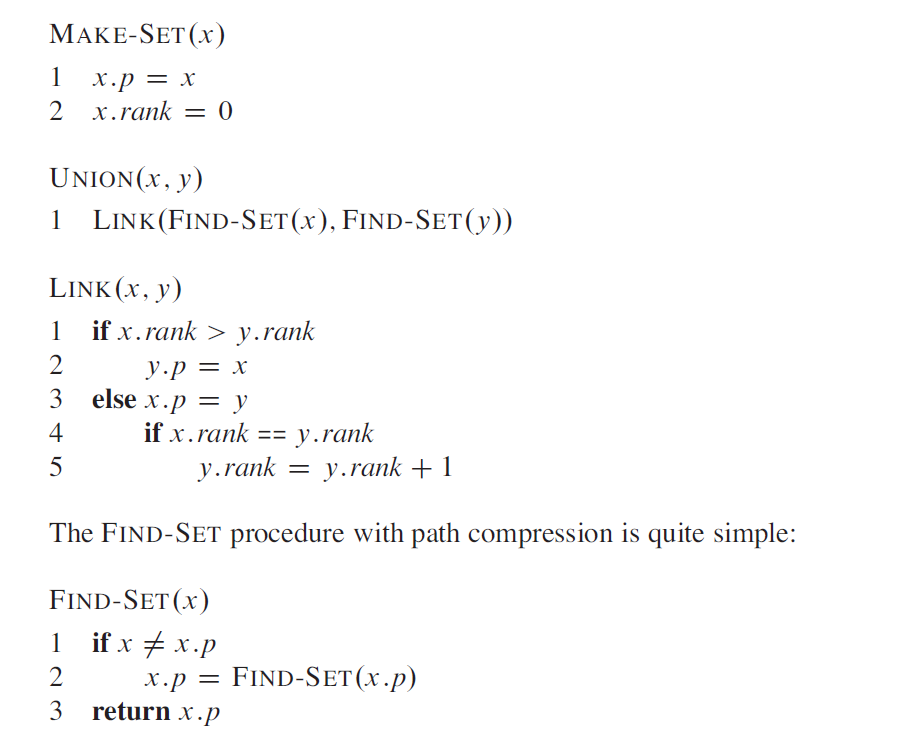 MAKE-SET(x)
1 x.p = x
2 x.rank = 0
UNION(x, y)
1 LINK(FIND-SET(x), FIND-SET(y))
LINK(x, y)
1 if x.rank > y.rank
2 y.p = x
3 else x.p = y
4 if x.rank == y.rank
5 y.rank = y.rank + 1
The FIND-SET procedure with path compression is quite simple:
FIND-SET(x)
1 if x ≠ x.p
2 x.p = FIND-SET(x.p)
3 return x.p